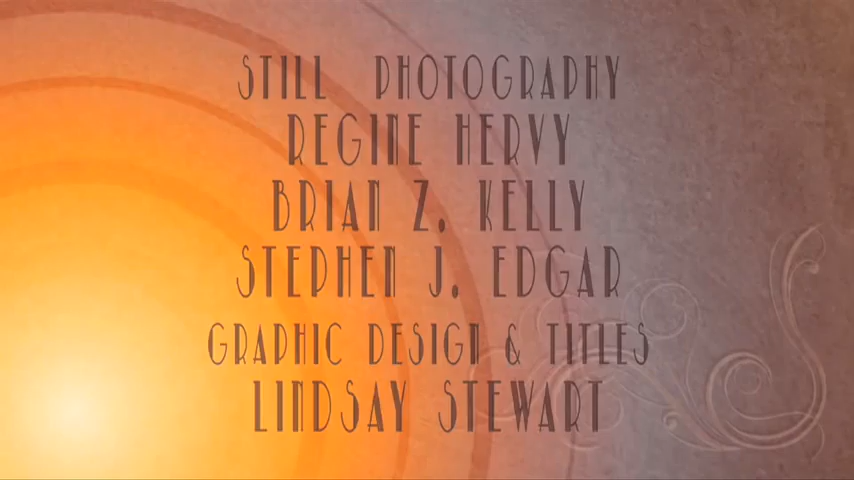 STILL PHOTOGRAPHY
REGINE HERVY
BRIAN Z. KELLY
STEPHEN J. EDGAR
GRAPHIC DESIGN & TITLES
LINDSAY STEWART